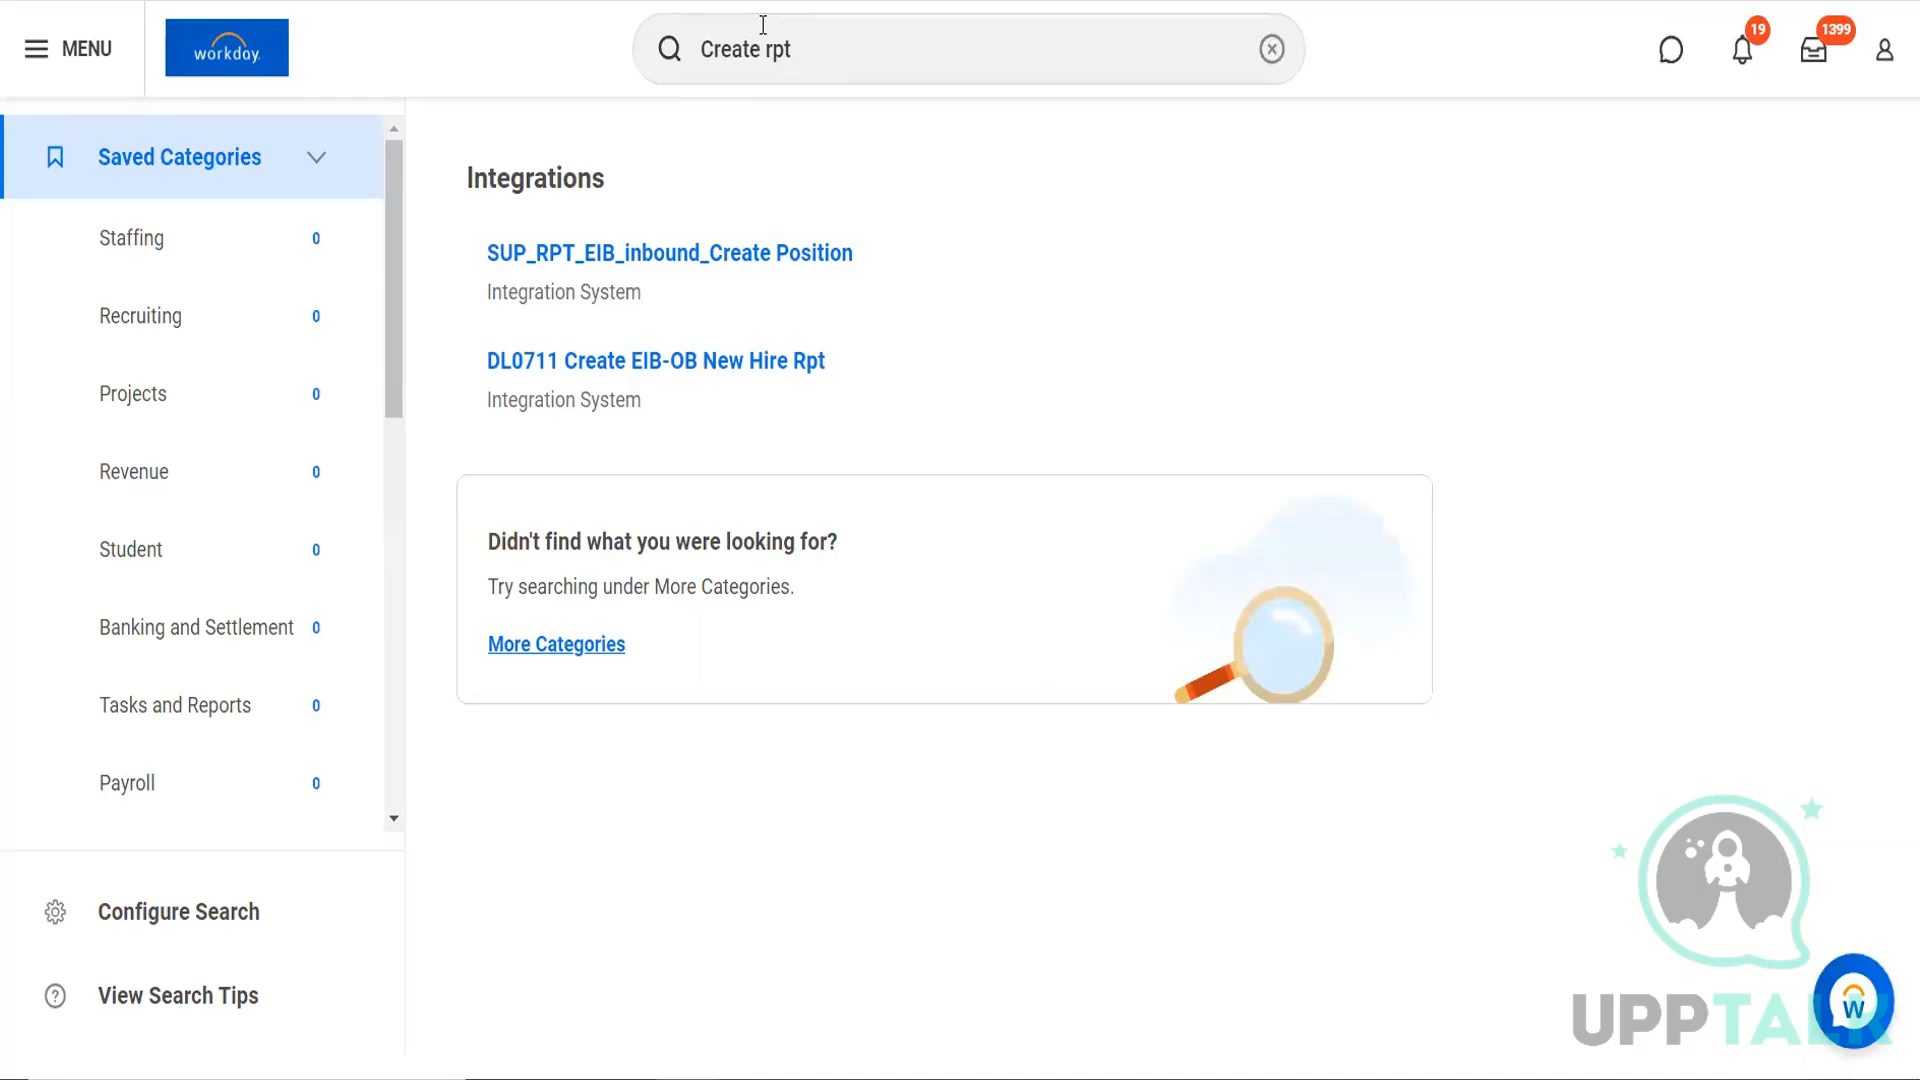 MENU
workday.
Create rpt
19
1399
Saved Categories
Staffing 0
Recruiting 0
Projects 0
Revenue 0
Student 0
Banking and Settlement 0
Tasks and Reports 0
Payroll 0
Configure Search
View Search Tips
Integrations
SUP_RPT_EIB_inbound_Create Position
Integration System
DL0711 Create EIB-OB New Hire Rpt
Integration System
Didn't find what you were looking for?
Try searching under More Categories.
More Categories
UPPTALK
W